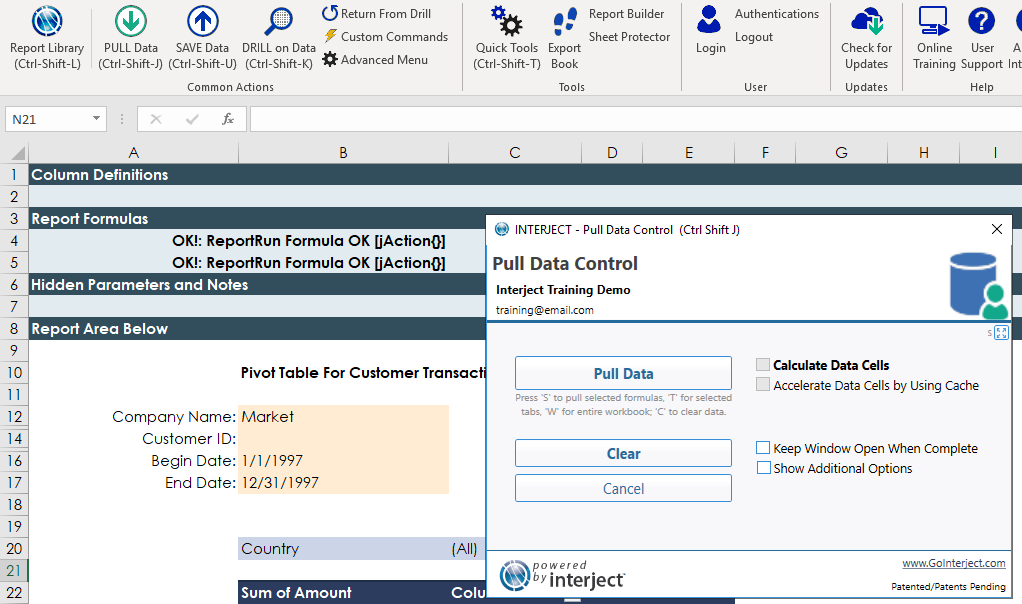 Report Library
(Ctrl-Shift-L)
PULL Data
(Ctrl-Shift-J)
SAVE Data
(Ctrl-Shift-U)
DRILL on Data
(Ctrl-Shift-K)
Return From Drill
Custom Commands
Advanced Menu
Common Actions
Quick Tools
(Ctrl-Shift-T)
Export
Book
Report Builder
Sheet Protector
Tools
Login
Authentications
Logout
User
Check for
Updates
Updates
Online
Training
User
Support
Help
N21
fx
A B C D E F G H I
1 Column Definitions
2
3 Report Formulas
4 OK!: ReportRun Formula OK [jAction{}]
5 OK!: ReportRun Formula OK [jAction{}]
6 Hidden Parameters and Notes
7
8 Report Area Below
9
10 Pivot Table For Customer Transacti
11
12 Company Name: Market
14 Customer ID:
16 Begin Date: 1/1/1997
17 End Date: 12/31/1997
18
19
20 Country (All)
21
22 Sum of Amount Colu
INTERJECT - Pull Data Control (Ctrl Shift J)
Pull Data Control
Interject Training Demo
training@email.com
S
Pull Data
Press 'S' to pull selected formulas, 'T' for selected
tabs, 'W' for entire workbook; 'C' to clear data.
Clear
Cancel
Calculate Data Cells
Accelerate Data Cells by Using Cache
Keep Window Open When Complete
Show Additional Options
powered
by interject
www.GoInterject.com
Patented/Patents Pending